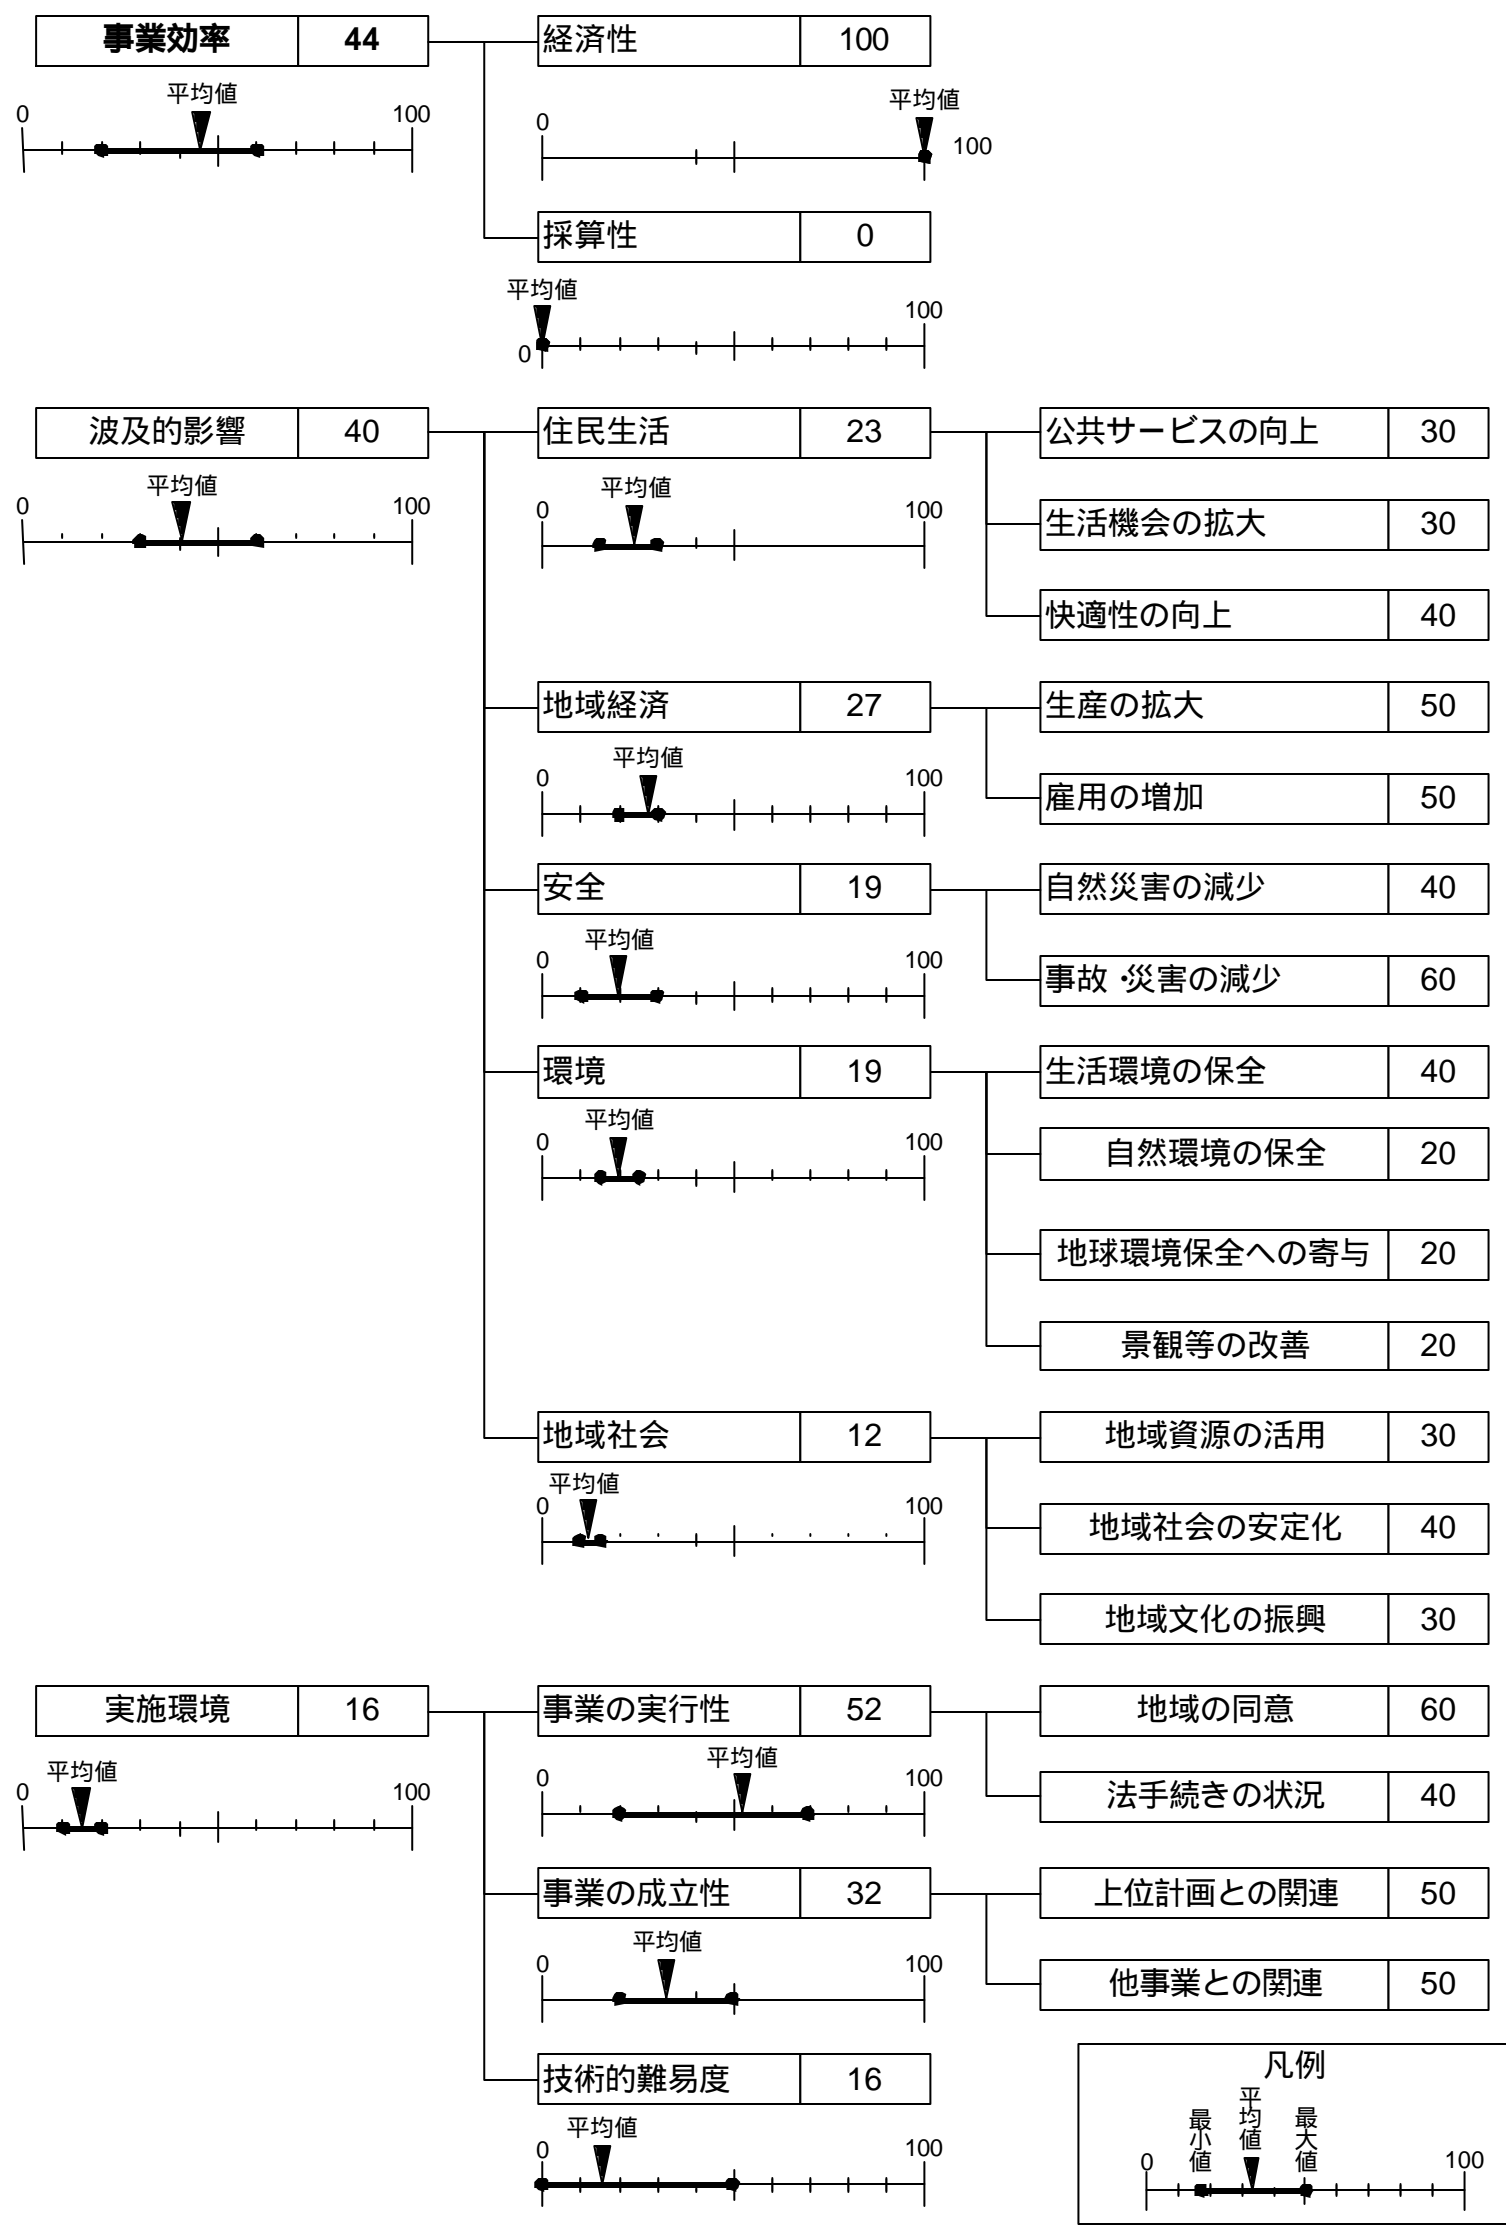 事業効率 44 経済性 100
平均値 平均値
0 100 0 100
採算性 0
平均値
0 100
波及的影響 40 住民生活 23 公共サービスの向上 30
平均値 平均値
0 100 0 100
生活機会の拡大 30
快適性の向上 40
地域経済 27 生産の拡大 50
平均値
0 100
雇用の増加 50
安全 19 自然災害の減少 40
平均値
0 100
事故・災害の減少 60
環境 19 生活環境の保全 40
平均値
0 100
自然環境の保全 20
地球環境保全への寄与 20
景観等の改善 20
地域社会 12 地域資源の活用 30
平均値
0 100
地域社会の安定化 40
地域文化の振興 30
実施環境 16 事業の実行性 52 地域の同意 60
平均値 平均値
0 100 0 100
法手続きの状況 40
事業の成立性 32 上位計画との関連 50
平均値
0 100
他事業との関連 50
技術的難易度 16
平均値
0 100
凡例
最小値 平均値 最大値
0 100